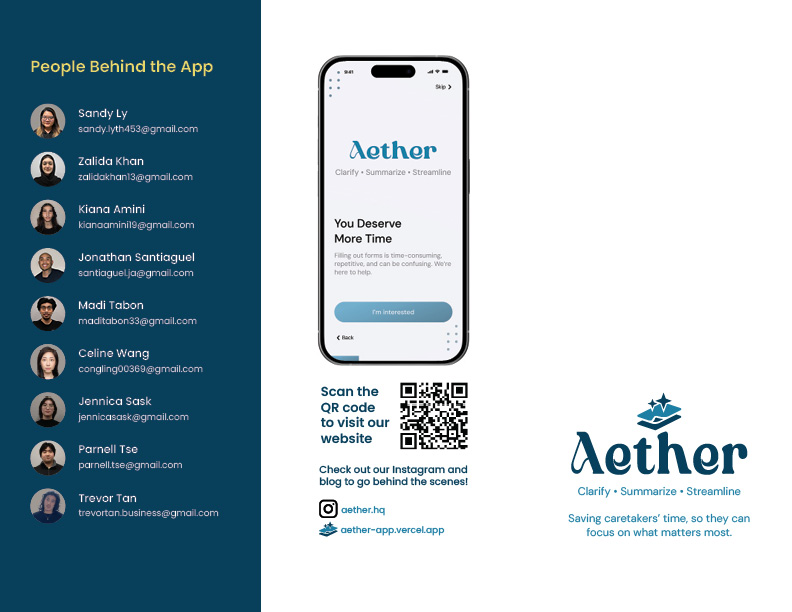 People Behind the App
Sandy Ly
sandy.lyth453@gmail.com
Zalida Khan
zalidakhan13@gmail.com
Kiana Amini
kianaamini19@gmail.com
Jonathan Santiaguel
santiaguel.ja@gmail.com
Madi Tabon
maditabon33@gmail.com
Celine Wang
congling00369@gmail.com
Jennica Sask
jennicasask@gmail.com
Parnell Tse
parnell.tse@gmail.com
Trevor Tan
trevortan.business@gmail.com
9:41
Skip
Aether
Clarify • Summarize • Streamline
You Deserve
More Time
Filling out forms is time-consuming,
repetitive, and can be confusing. We're
here to help.
I'm interested
Back
Scan the
QR code
to visit our
website
Check out our Instagram and
blog to go behind the scenes!
aether.hq
aether-app.vercel.app
Aether
Clarify • Summarize • Streamline
Saving caretakers' time, so they can
focus on what matters most.